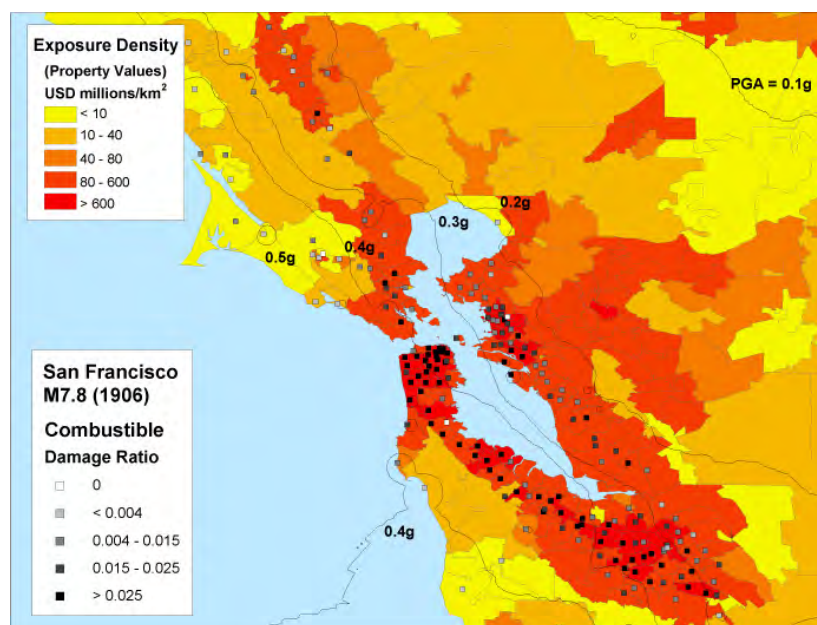 Exposure Density
(Property Values)
USD millions/km²
< 10
10 - 40
40 - 80
80 - 600
> 600
PGA = 0.1g
0.2g
0.3g
0.4g
0.5g
0.4g
San Francisco
M7.8 (1906)
Combustible
Damage Ratio
0
< 0.004
0.004 - 0.015
0.015 - 0.025
> 0.025